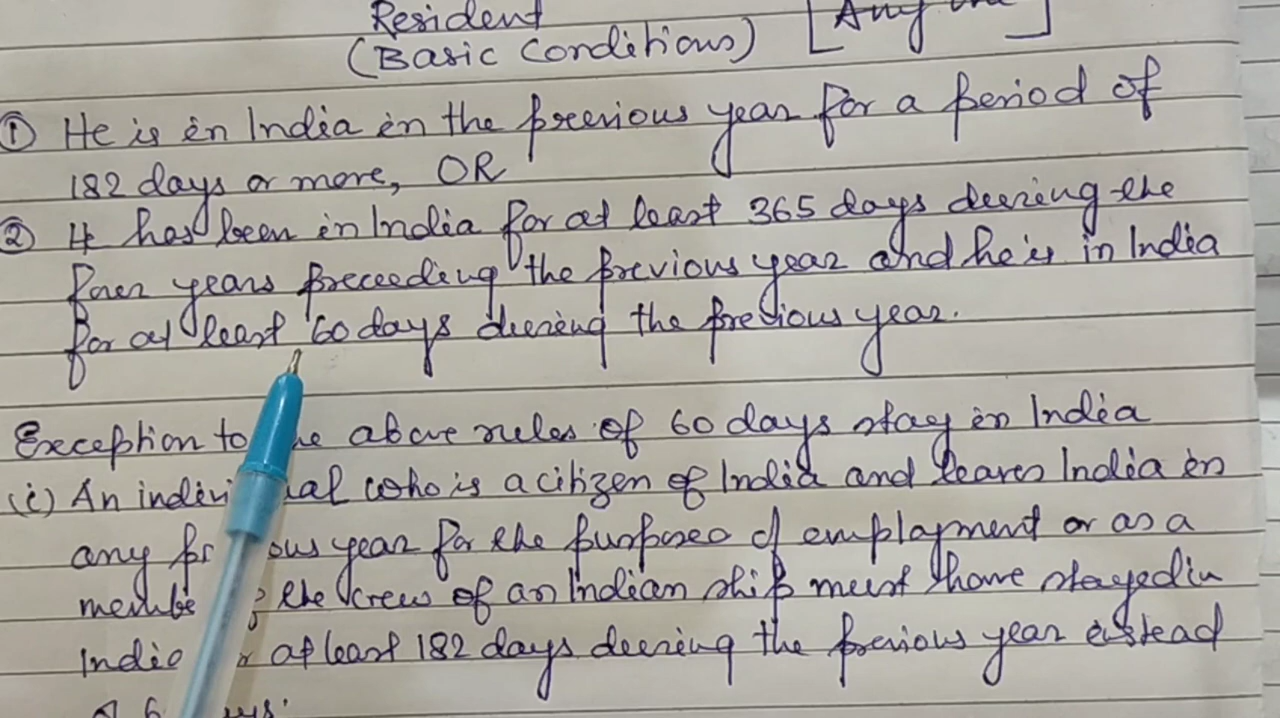 Resident
(Basic Conditions) [Any one]
① He is in India in the previous year for a period of
182 days or more, OR
② It has been in India for at least 365 days during the
four years preceeding the previous year and he is in India
for at least 60 days during the previous year.
Exception to the above rules of 60 days stay in India
(i) An individual who is a citizen of India and leaves India in
any previous year for the purposeo of employment or as a
member the crew of an Indian ship must have stayed in
India at least 182 days during the previous year instead